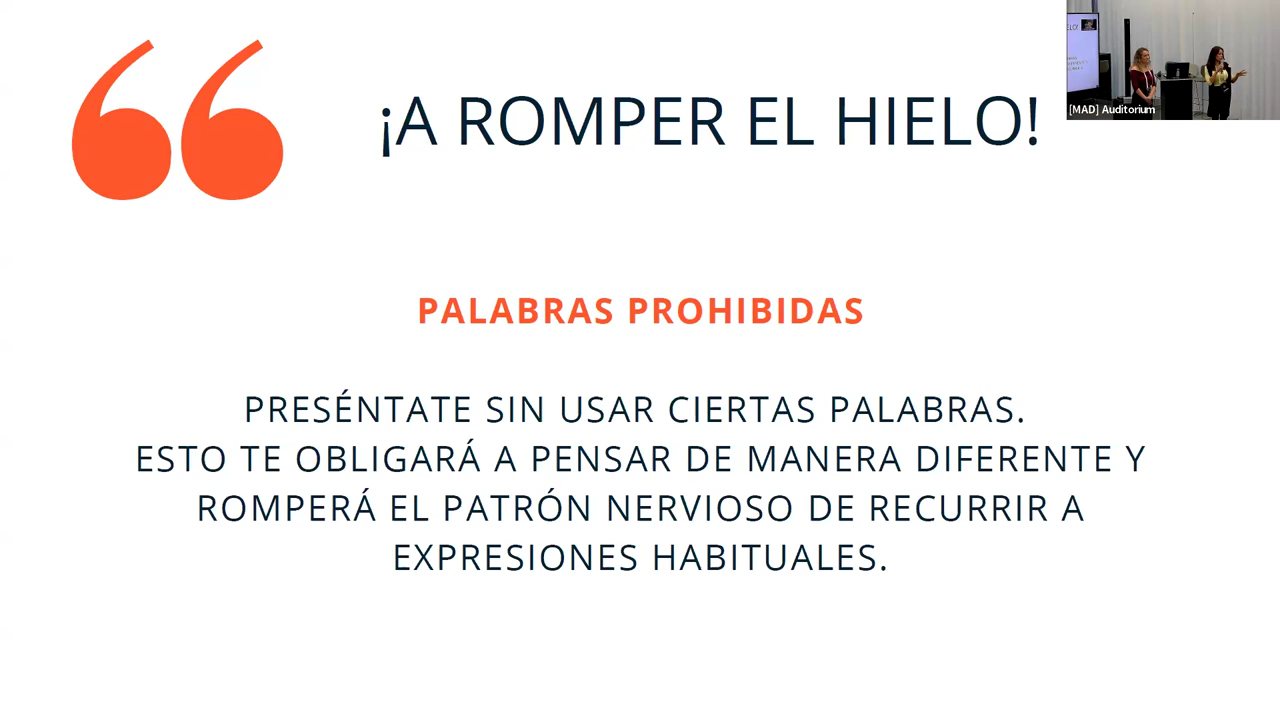 ¡A ROMPER EL HIELO!
[MAD] Auditorium
PALABRAS PROHIBIDAS
PRESÉNTATE SIN USAR CIERTAS PALABRAS.
ESTO TE OBLIGARÁ A PENSAR DE MANERA DIFERENTE Y
ROMPERÁ EL PATRÓN NERVIOSO DE RECURRIR A
EXPRESIONES HABITUALES.